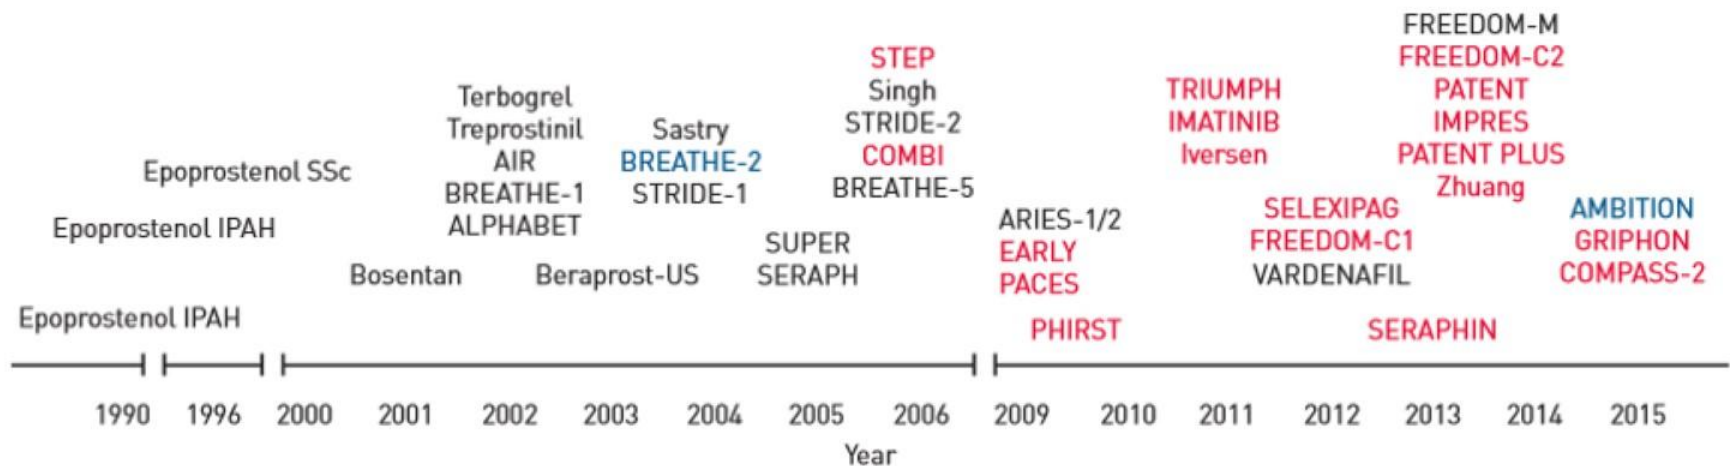 FREEDOM-M
STEP
FREEDOM-C2
Terbogrel
Singh
TRIUMPH
PATENT
Treprostinil
Sastry
STRIDE-2
IMATINIB
IMPRES
Epoprostenol SSc
AIR
BREATHE-2
COMBI
Iversen
PATENT PLUS
BREATHE-1
STRIDE-1
BREATHE-5
Zhuang
Epoprostenol IPAH
ALPHABET
ARIES-1/2
SELEXIPAG
AMBITION
SUPER
EARLY
FREEDOM-C1
GRIPHON
Bosentan
Beraprost-US
SERAPH
PACES
VARDENAFIL
COMPASS-2
Epoprostenol IPAH
PHIRST
SERAPHIN
1990 1996 2000 2001 2002 2003 2004 2005 2006 2009 2010 2011 2012 2013 2014 2015
Year